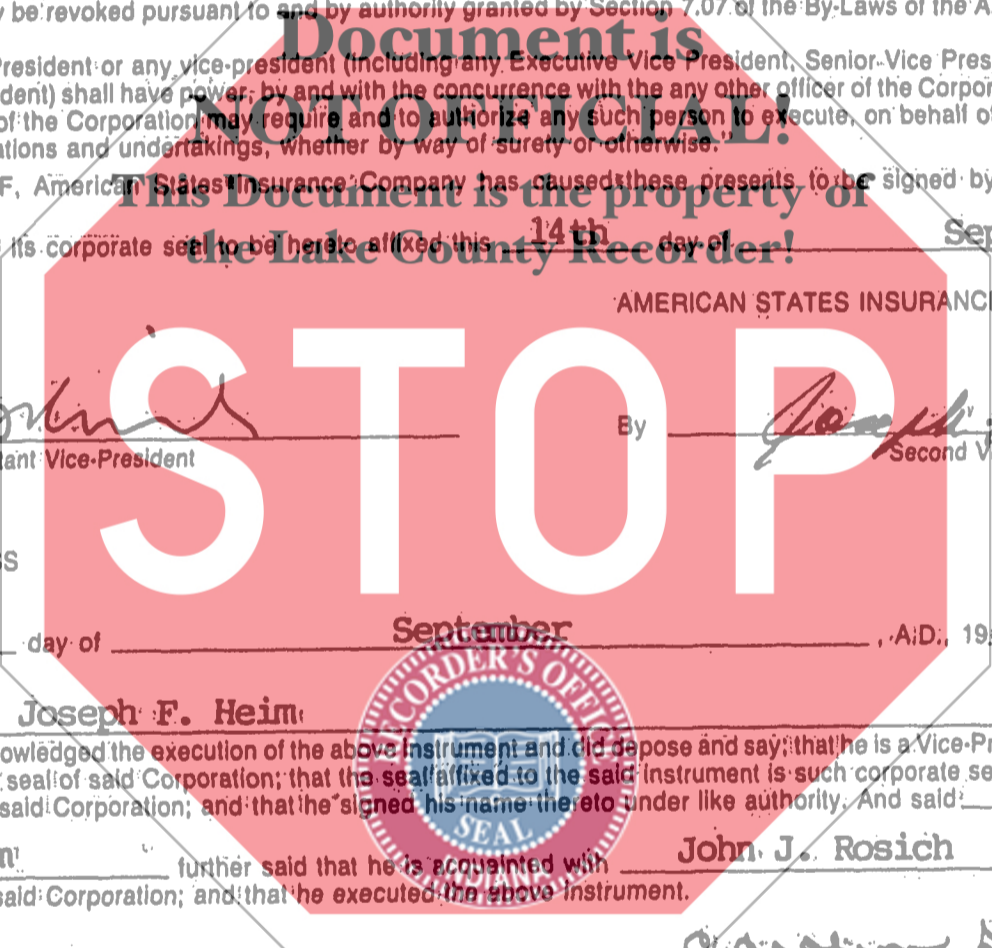 be revoked pursuant to and by authority granted by Section 7.07 of the By-Laws of the A
Document is
President or any vice-president (including any Executive Vice President, Senior Vice Pres
dent) shall have power, by and with the concurrence with the any other officer of the Corpor
NOT OFFICIAL!
of the Corporation may require and to authorize any such person to execute, on behalf of
ations and undertakings, whether by way of surety or otherwise."
F, American States Insurance Company has caused these presents to be signed by
This Document is the property of
its corporate seal to be hereto affixed this 14th day of Sep
the Lake County Recorder!
AMERICAN STATES INSURANC
STOP
By Joseph
tant Vice-President
Second V
SS
day of September, A.D., 19
RECORDER'S OFFIC
Joseph F. Heim
owledged the execution of the above instrument and did depose and say; that he is a Vice-Pr
seal of said Corporation; that the seal affixed to the said instrument is such corporate se
said Corporation; and that he signed his name thereto under like authority. And said
SEAL
further said that he is acquainted with John J. Rosich
said Corporation; and that he executed the above instrument.